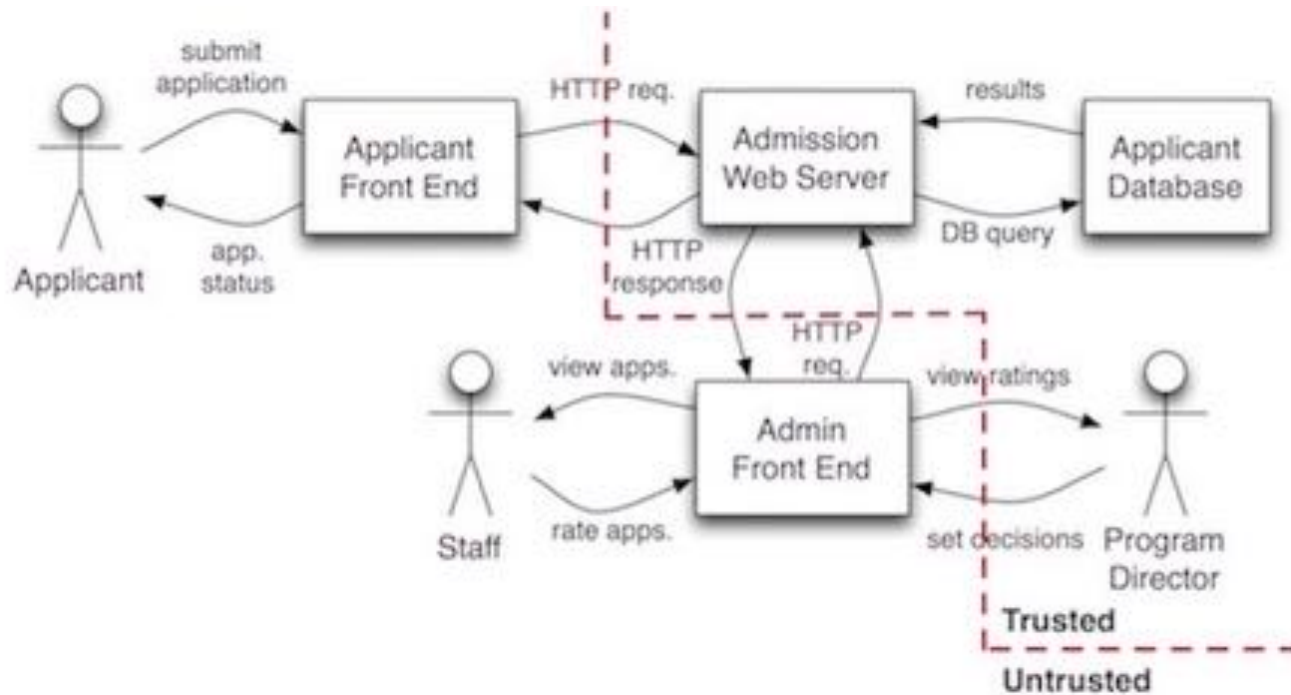 submit
application
HTTP req.
results
Applicant
Front End
Admission
Web Server
Applicant
Database
app.
status
Applicant
HTTP
response
DB query
HTTP
req.
view apps.
view ratings
Admin
Front End
rate apps.
Staff
set decisions
Program
Director
Trusted
Untrusted